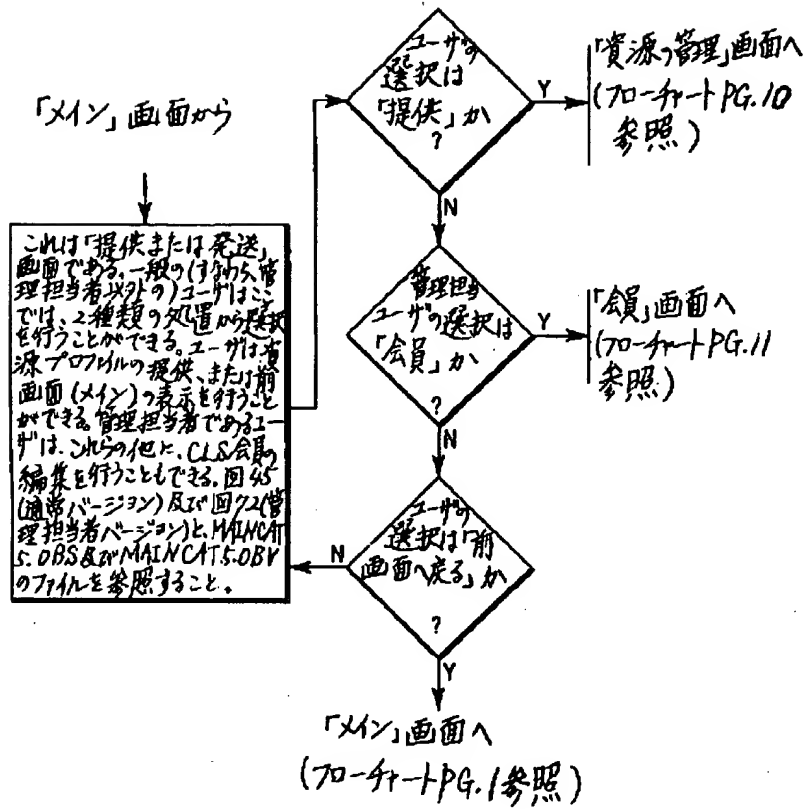 「メイン」画面から
これは「提供または発送」
画面である。一般の(すなわち、管
理担当者以外の)ユーザはここ
では、2種類の処置から選択
を行うことができる。ユーザは、資
源プロファイルの提供、または前
画面(メイン)の表示を行うこと
ができる。管理担当者であるユー
ザは、これらの他に、CLS会員の
編集を行うこともできる。図45
(通常バージョン)及び図72(管
理担当者バージョン)と、MAINCAT
5.OBS及びMAINCAT5.OBV
のファイルを参照すること。
ユーザの
選択は
「提供」か
?
Y
「資源の管理」画面へ
(フローチャートPG.10
参照)
N
管理担当
ユーザの選択は
「会員」か
?
Y
「会員」画面へ
(フローチャートPG.11
参照)
N
ユーザの
選択は「前
画面へ戻る」か
?
N
Y
「メイン」画面へ
(フローチャートPG.1参照)